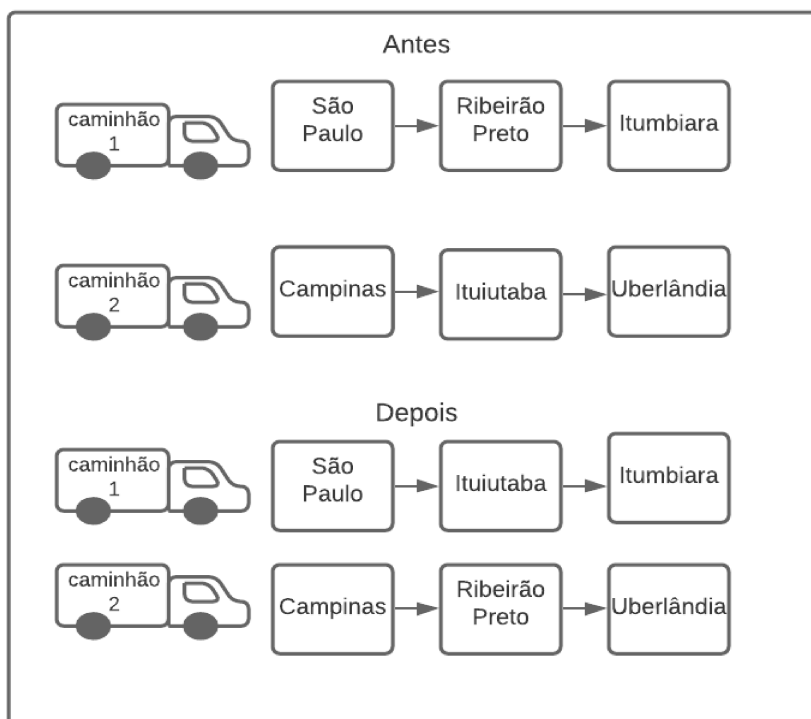 Antes
caminhão
1
São
Paulo
Ribeirão
Preto
Itumbiara
caminhão
2
Campinas
Ituiutaba
Uberlândia
Depois
caminhão
1
São
Paulo
Ituiutaba
Itumbiara
caminhão
2
Campinas
Ribeirão
Preto
Uberlândia